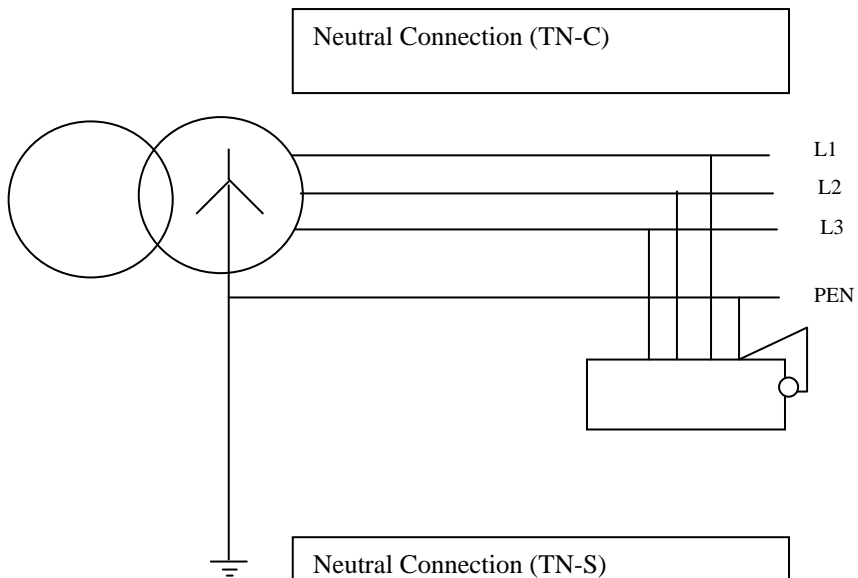 Neutral Connection (TN-C)
L1
L2
L3
PEN
Neutral Connection (TN-S)